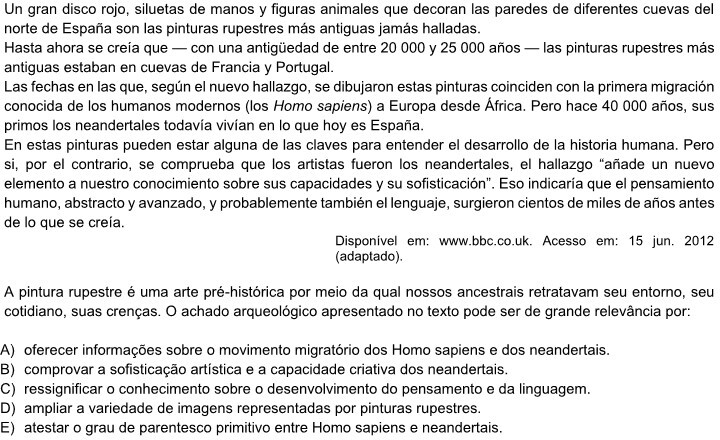 Un gran disco rojo, siluetas de manos y figuras animales que decoran las paredes de diferentes cuevas del
norte de España son las pinturas rupestres más antiguas jamás halladas.
Hasta ahora se creía que — con una antigüedad de entre 20 000 y 25 000 años — las pinturas rupestres más
antiguas estaban en cuevas de Francia y Portugal.
Las fechas en las que, según el nuevo hallazgo, se dibujaron estas pinturas coinciden con la primera migración
conocida de los humanos modernos (los Homo sapiens) a Europa desde África. Pero hace 40 000 años, sus
primos los neandertales todavía vivían en lo que hoy es España.
En estas pinturas pueden estar alguna de las claves para entender el desarrollo de la historia humana. Pero
si, por el contrario, se comprueba que los artistas fueron los neandertales, el hallazgo “añade un nuevo
elemento a nuestro conocimiento sobre sus capacidades y su sofisticación”. Eso indicaría que el pensamiento
humano, abstracto y avanzado, y probablemente también el lenguaje, surgieron cientos de miles de años antes
de lo que se creía.
Disponível em: www.bbc.co.uk. Acesso em: 15 jun. 2012
(adaptado).
A pintura rupestre é uma arte pré-histórica por meio da qual nossos ancestrais retratavam seu entorno, seu
cotidiano, suas crenças. O achado arqueológico apresentado no texto pode ser de grande relevância por:
A) oferecer informações sobre o movimento migratório dos Homo sapiens e dos neandertais.
B) comprovar a sofisticação artística e a capacidade criativa dos neandertais.
C) ressignificar o conhecimento sobre o desenvolvimento do pensamento e da linguagem.
D) ampliar a variedade de imagens representadas por pinturas rupestres.
E) atestar o grau de parentesco primitivo entre Homo sapiens e neandertais.